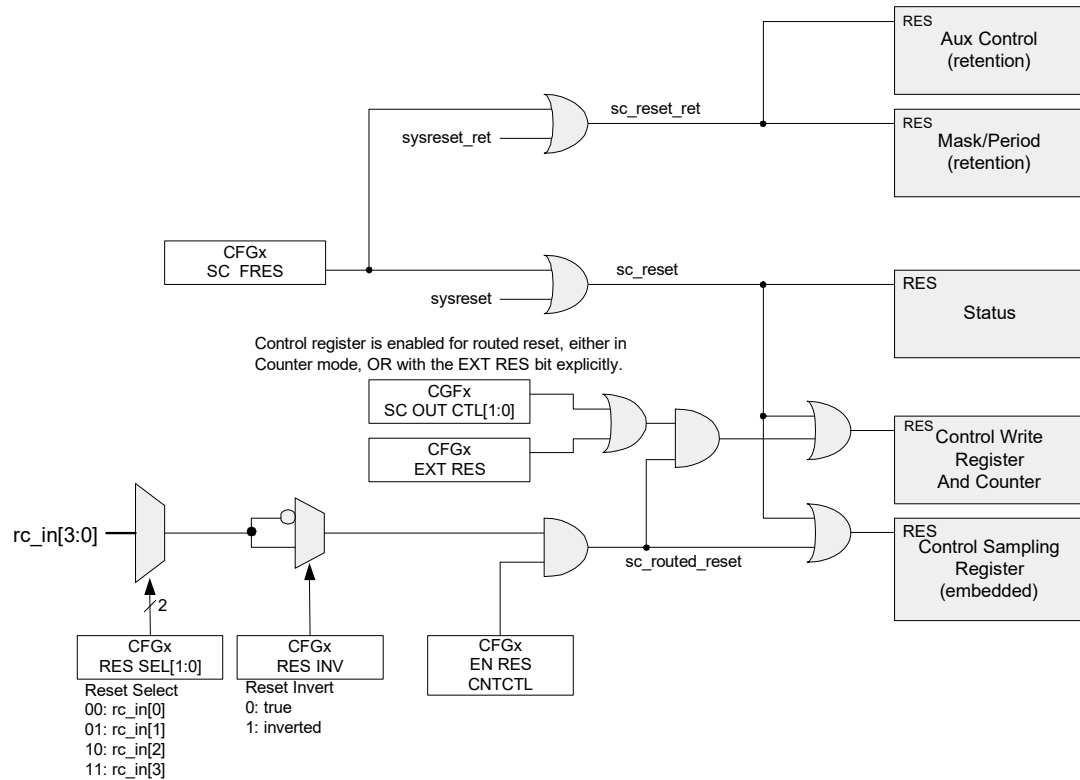 RES
Aux Control
(retention)
sc_reset_ret
sysreset_ret
RES
Mask/Period
(retention)
CFGx
SC FRES
sc_reset
sysreset
RES
Status
Control register is enabled for routed reset, either in
Counter mode, OR with the EXT RES bit explicitly.
CGFx
SC OUT CTL[1:0]
CFGx
EXT RES
RES
Control Write
Register
And Counter
rc_in[3:0]
sc_routed_reset
RES
Control Sampling
Register
(embedded)
2
CFGx
RES SEL[1:0]
Reset Select
00: rc_in[0]
01: rc_in[1]
10: rc_in[2]
11: rc_in[3]
CFGx
RES INV
Reset Invert
0: true
1: inverted
CFGx
EN RES
CNTCTL